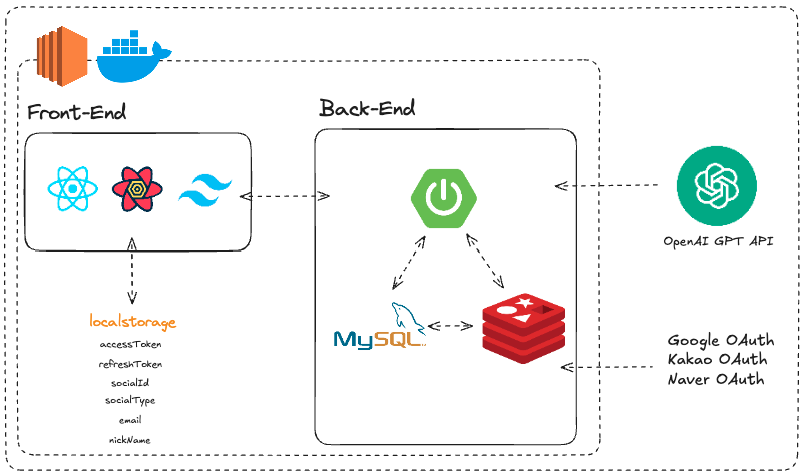 Front-End
Back-End
OpenAI GPT API
localstorage
accessToken
refreshToken
socialId
socialType
email
nickName
MySQL
Google OAuth
Kakao OAuth
Naver OAuth